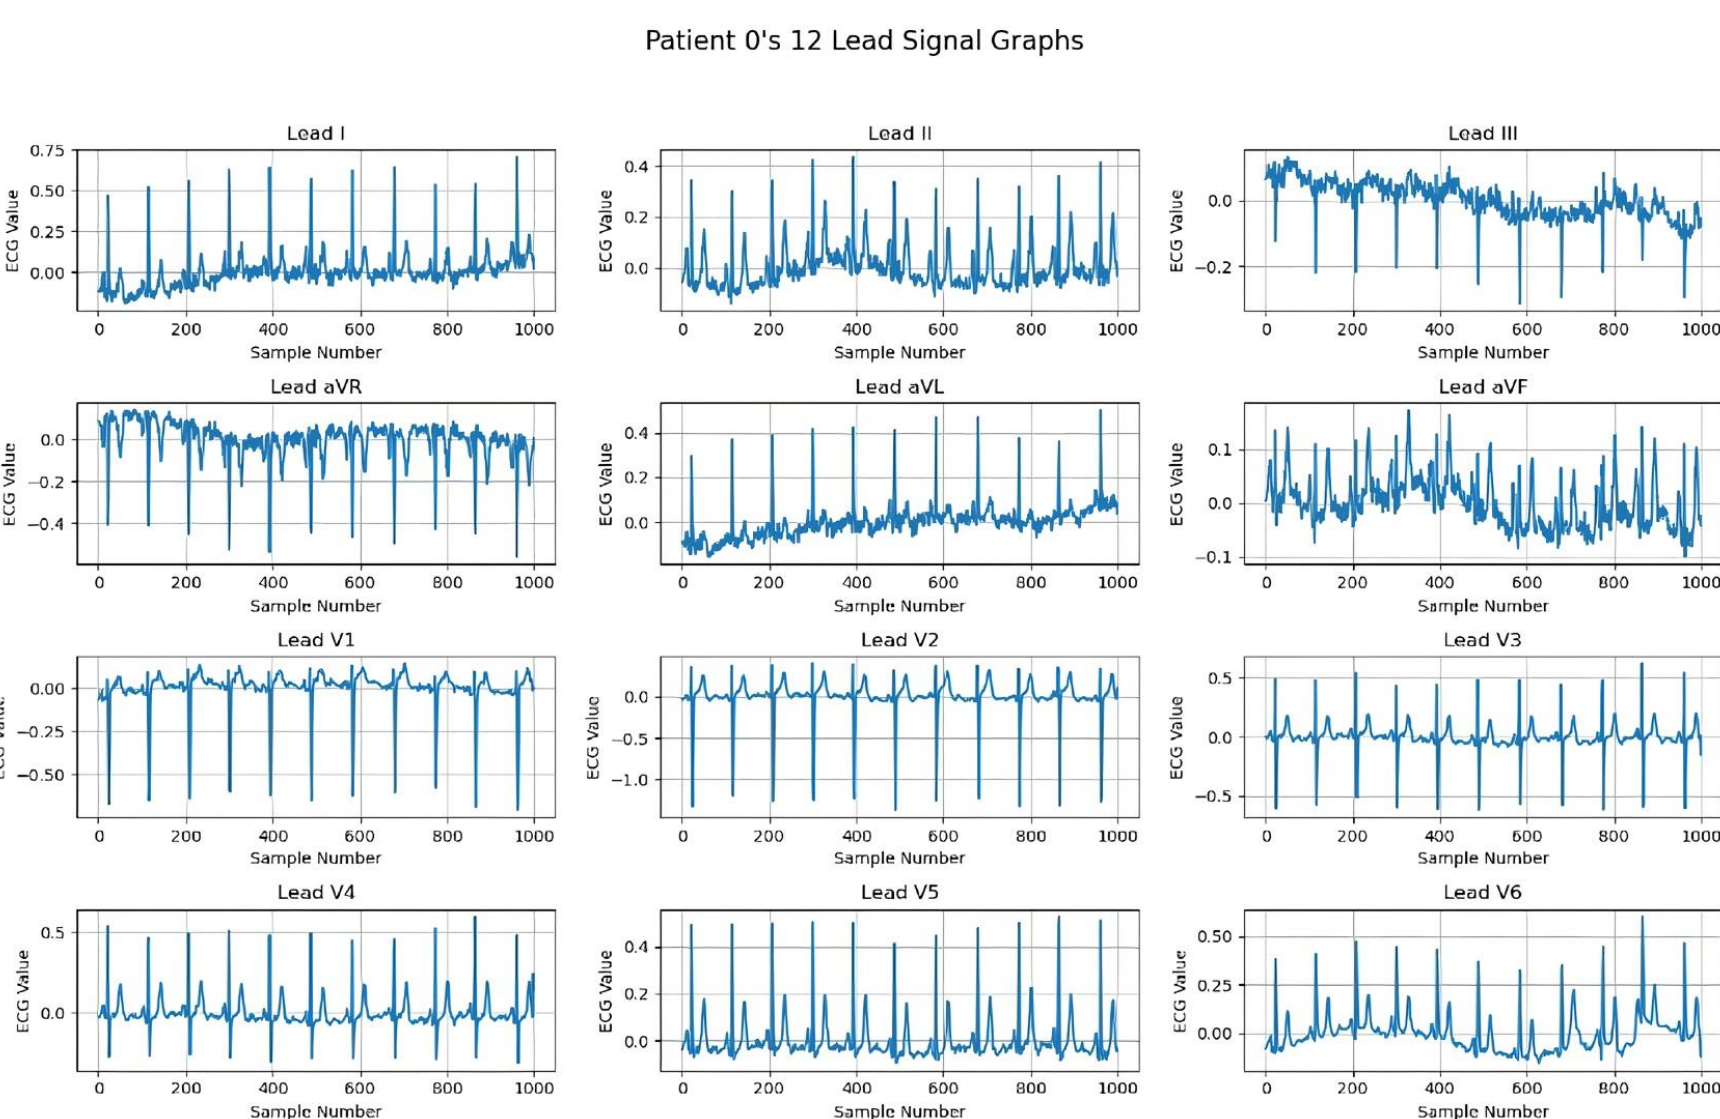 Patient 0's 12 Lead Signal Graphs
Lead I
Lead II
Lead III
0.75
0.50
0.25
0.00
ECG Value
0 200 400 600 800 1000
Sample Number
0.4
0.2
0.0
ECG Value
0 200 400 600 800 1000
Sample Number
0.0
−0.2
ECG Value
0 200 400 600 800 1000
Sample Number
Lead aVR
Lead aVL
Lead aVF
0.0
−0.2
−0.4
ECG Value
0 200 400 600 800 1000
Sample Number
0.4
0.2
0.0
ECG Value
0 200 400 600 800 1000
Sample Number
0.1
0.0
−0.1
ECG Value
0 200 400 600 800 1000
Sample Number
Lead V1
Lead V2
Lead V3
0.00
−0.25
−0.50
ECG Value
0 200 400 600 800 1000
Sample Number
0.0
−0.5
−1.0
ECG Value
0 200 400 600 800 1000
Sample Number
0.5
0.0
−0.5
ECG Value
0 200 400 600 800 1000
Sample Number
Lead V4
Lead V5
Lead V6
0.5
0.0
ECG Value
0 200 400 600 800 1000
Sample Number
0.4
0.2
0.0
ECG Value
0 200 400 600 800 1000
Sample Number
0.50
0.25
0.00
ECG Value
0 200 400 600 800 1000
Sample Number